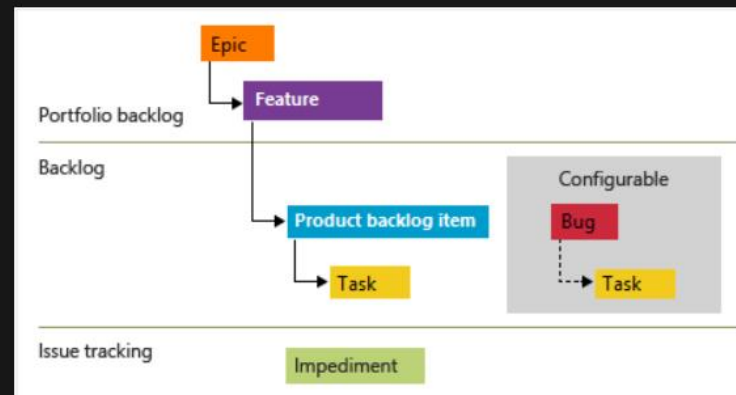 Epic
Feature
Portfolio backlog
Backlog
Configurable
Product backlog item
Bug
Task
Task
Issue tracking
Impediment